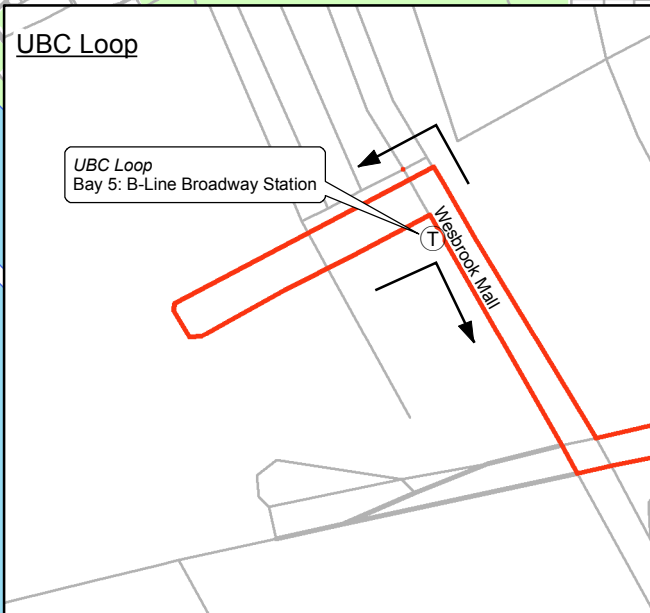 UBC Loop
UBC Loop
Bay 5: B-Line Broadway Station
T
Wesbrook Mall